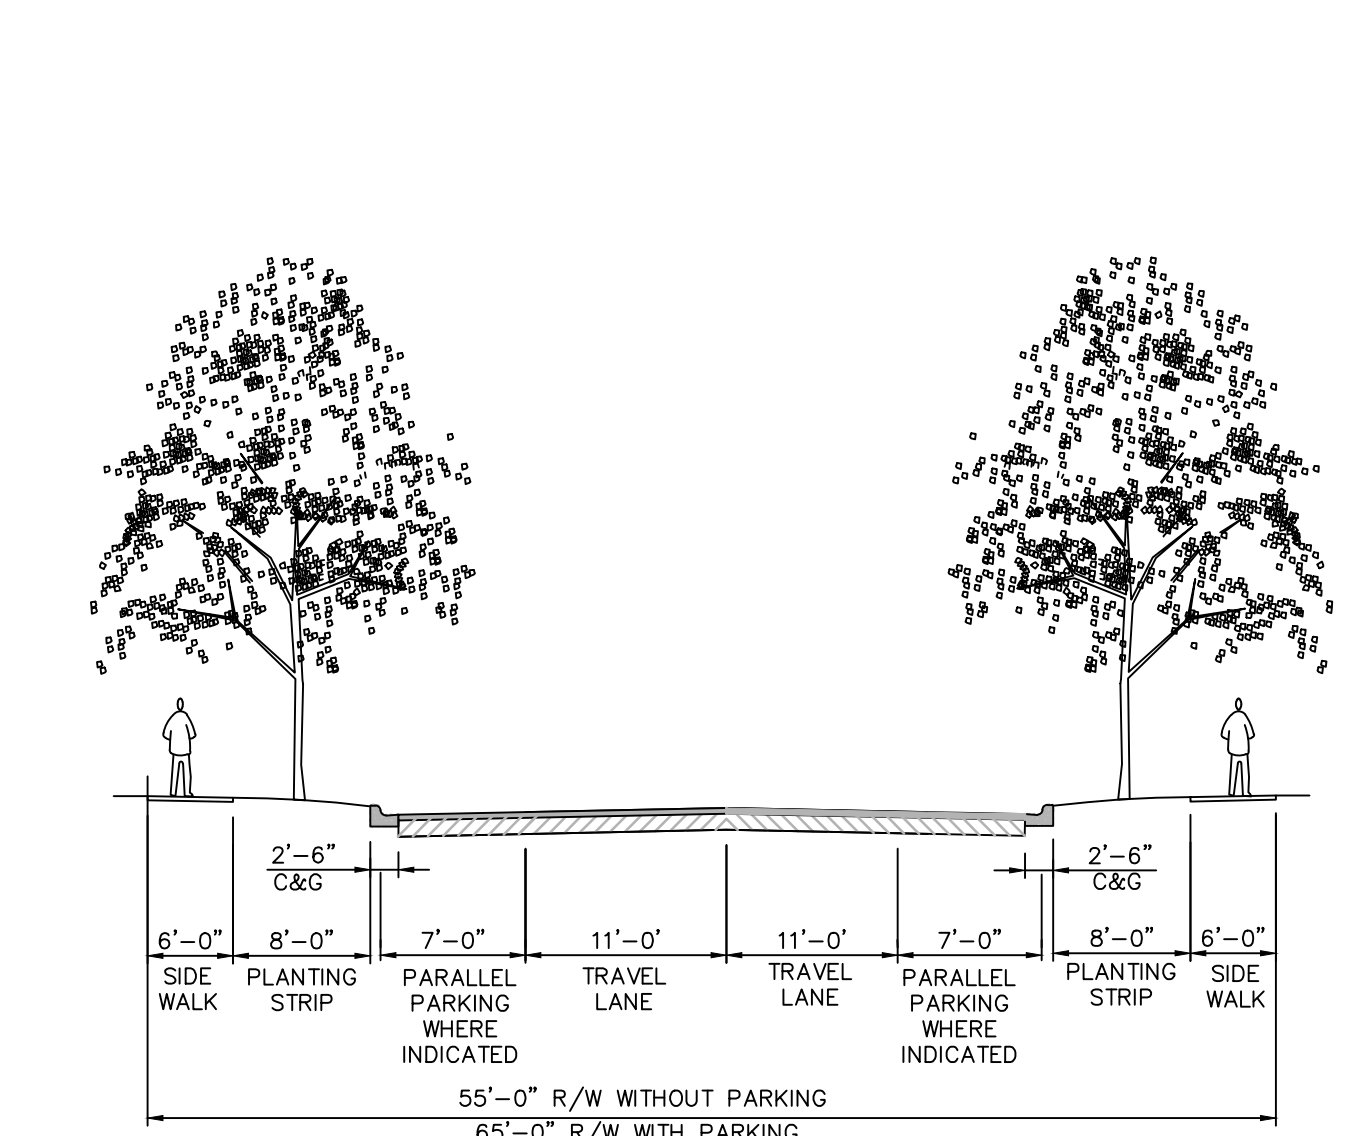 2'-6"
C&G
2'-6"
C&G
6'-0"
8'-0"
7'-0"
11'-0'
11'-0'
7'-0"
8'-0"
6'-0"
SIDE
WALK
PLANTING
STRIP
PARALLEL
PARKING
WHERE
INDICATED
TRAVEL
LANE
TRAVEL
LANE
PARALLEL
PARKING
WHERE
INDICATED
PLANTING
STRIP
SIDE
WALK
55'-0" R/W WITHOUT PARKING
65'-0" R/W WITH PARKING